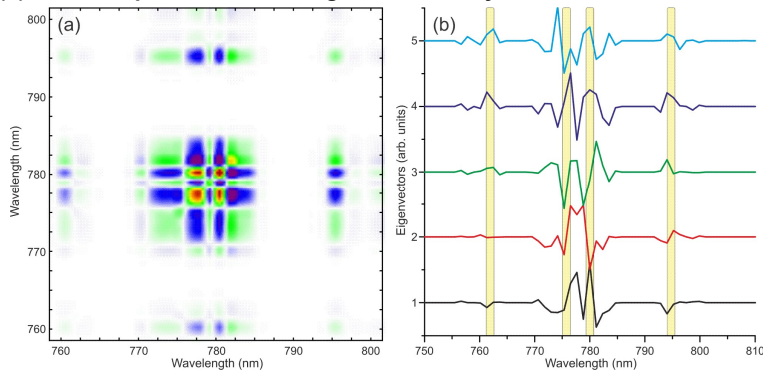 (a)
800
790
780
770
760
Wavelength (nm)
760 770 780 790 800
Wavelength (nm)
(b)
5
4
3
2
1
Eigenvectors (arb. units)
750 760 770 780 790 800 810
Wavelength (nm)